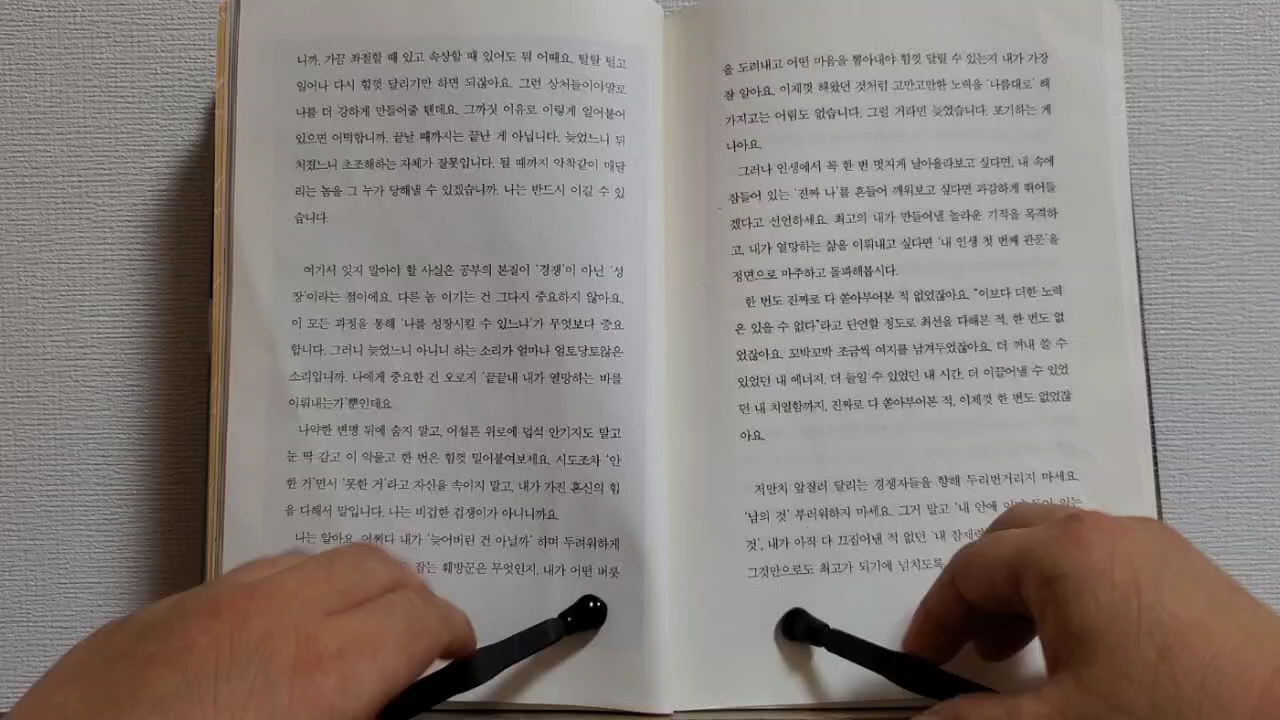 니까. 가끔 좌절할 때 있고 속상할 때 있어도 뭐 어때요. 탈탈 털고
일어나 다시 힘껏 달리기만 하면 되잖아요. 그런 상처들이야말로
나를 더 강하게 만들어줄 텐데요. 그까짓 이유로 이렇게 얼어붙어
있으면 어떡합니까. 끝날 때까지는 끝난 게 아닙니다. 늦었느니 뒤
처졌느니 초조해하는 자체가 잘못입니다. 될 때까지 악착같이 매달
리는 놈을 그 누가 당해낼 수 있겠습니까. 나는 반드시 이길 수 있
습니다.
여기서 잊지 말아야 할 사실은 공부의 본질이 ‘경쟁’이 아닌 ‘성
장’이라는 점이에요. 다른 놈 이기는 건 그다지 중요하지 않아요.
이 모든 과정을 통해 ‘나를 성장시킬 수 있느냐’가 무엇보다 중요
합니다. 그러니 늦었느니 아니니 하는 소리가 얼마나 얼토당토않은
소리입니까. 나에게 중요한 건 오로지 ‘끝끝내 내가 열망하는 바를
이뤄내는가’뿐인데요.
나약한 변명 뒤에 숨지 말고, 어설픈 위로에 덥석 안기지도 말고
눈 딱 감고 이 악물고 한 번은 힘껏 밀어붙여보세요. 시도조차 ‘안
한 거’면서 ‘못한 거’라고 자신을 속이지 말고, 내가 가진 혼신의 힘
을 다해서 말입니다. 나는 비겁한 겁쟁이가 아니니까요.
나는 알아요. 어쩌다 내가 ‘늦어버린 건 아닐까’ 하며 두려워하게
잡는 훼방꾼은 무엇인지, 내가 어떤 버릇
을 도려내고 어떤 마음을 뽑아내야 힘껏 달릴 수 있는지 내가 가장
잘 알아요. 이제껏 해왔던 것처럼 고만고만한 노력을 ‘나름대로’ 해
가지고는 어림도 없습니다. 그럴 거라면 늦었습니다. 포기하는 게
나아요.
그러나 인생에서 꼭 한 번 멋지게 날아올라보고 싶다면, 내 속에
잠들어 있는 ‘진짜 나’를 흔들어 깨워보고 싶다면 과감하게 뛰어들
겠다고 선언하세요. 최고의 내가 만들어낼 놀라운 기적을 목격하
고, 내가 열망하는 삶을 이뤄내고 싶다면 ‘내 인생 첫 번째 관문’을
정면으로 마주하고 돌파해봅시다.
한 번도 진짜로 다 쏟아부어본 적 없었잖아요. “이보다 더한 노력
은 있을 수 없다”라고 단언할 정도로 최선을 다해본 적, 한 번도 없
었잖아요. 꼬박꼬박 조금씩 여지를 남겨두었잖아요. 더 꺼내 쓸 수
있었던 내 에너지, 더 들일 수 있었던 내 시간, 더 이끌어낼 수 있었
던 내 치열함까지, 진짜로 다 쏟아부어본 적, 이제껏 한 번도 없었잖
아요.
저만치 앞질러 달리는 경쟁자들을 향해 두리번거리지 마세요.
‘남의 것’ 부러워하지 마세요. 그거 말고 ‘내 안에
것’, 내가 아직 다 끄집어낸 적 없던 ‘내 잠재력
그것만으로도 최고가 되기에 넘치도록